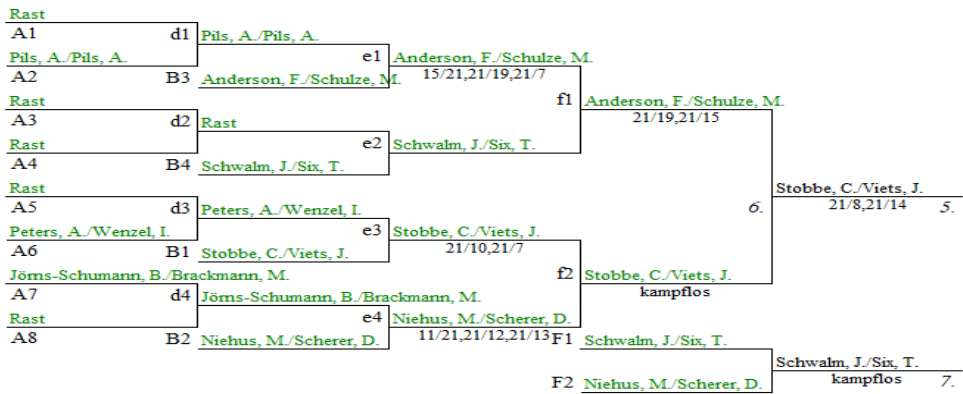 Rast
A1 d1 Pils, A./Pils, A.
Pils, A./Pils, A. e1 Anderson, F./Schulze, M.
A2 B3 Anderson, F./Schulze, M. 15/21,21/19,21/7
Rast f1 Anderson, F./Schulze, M.
A3 d2 Rast 21/19,21/15
Rast e2 Schwalm, J./Six, T.
A4 B4 Schwalm, J./Six, T.
Rast Stobbe, C./Viets, J.
A5 d3 Peters, A./Wenzel, I. 6. 21/8,21/14 5.
Peters, A./Wenzel, I. e3 Stobbe, C./Viets, J.
A6 B1 Stobbe, C./Viets, J. 21/10,21/7
Jörns-Schumann, B./Brackmann, M. f2 Stobbe, C./Viets, J.
A7 d4 Jörns-Schumann, B./Brackmann, M. kampflos
Rast e4 Niehus, M./Scherer, D.
A8 B2 Niehus, M./Scherer, D. 11/21,21/12,21/13 F1 Schwalm, J./Six, T.
Schwalm, J./Six, T.
F2 Niehus, M./Scherer, D. kampflos 7.